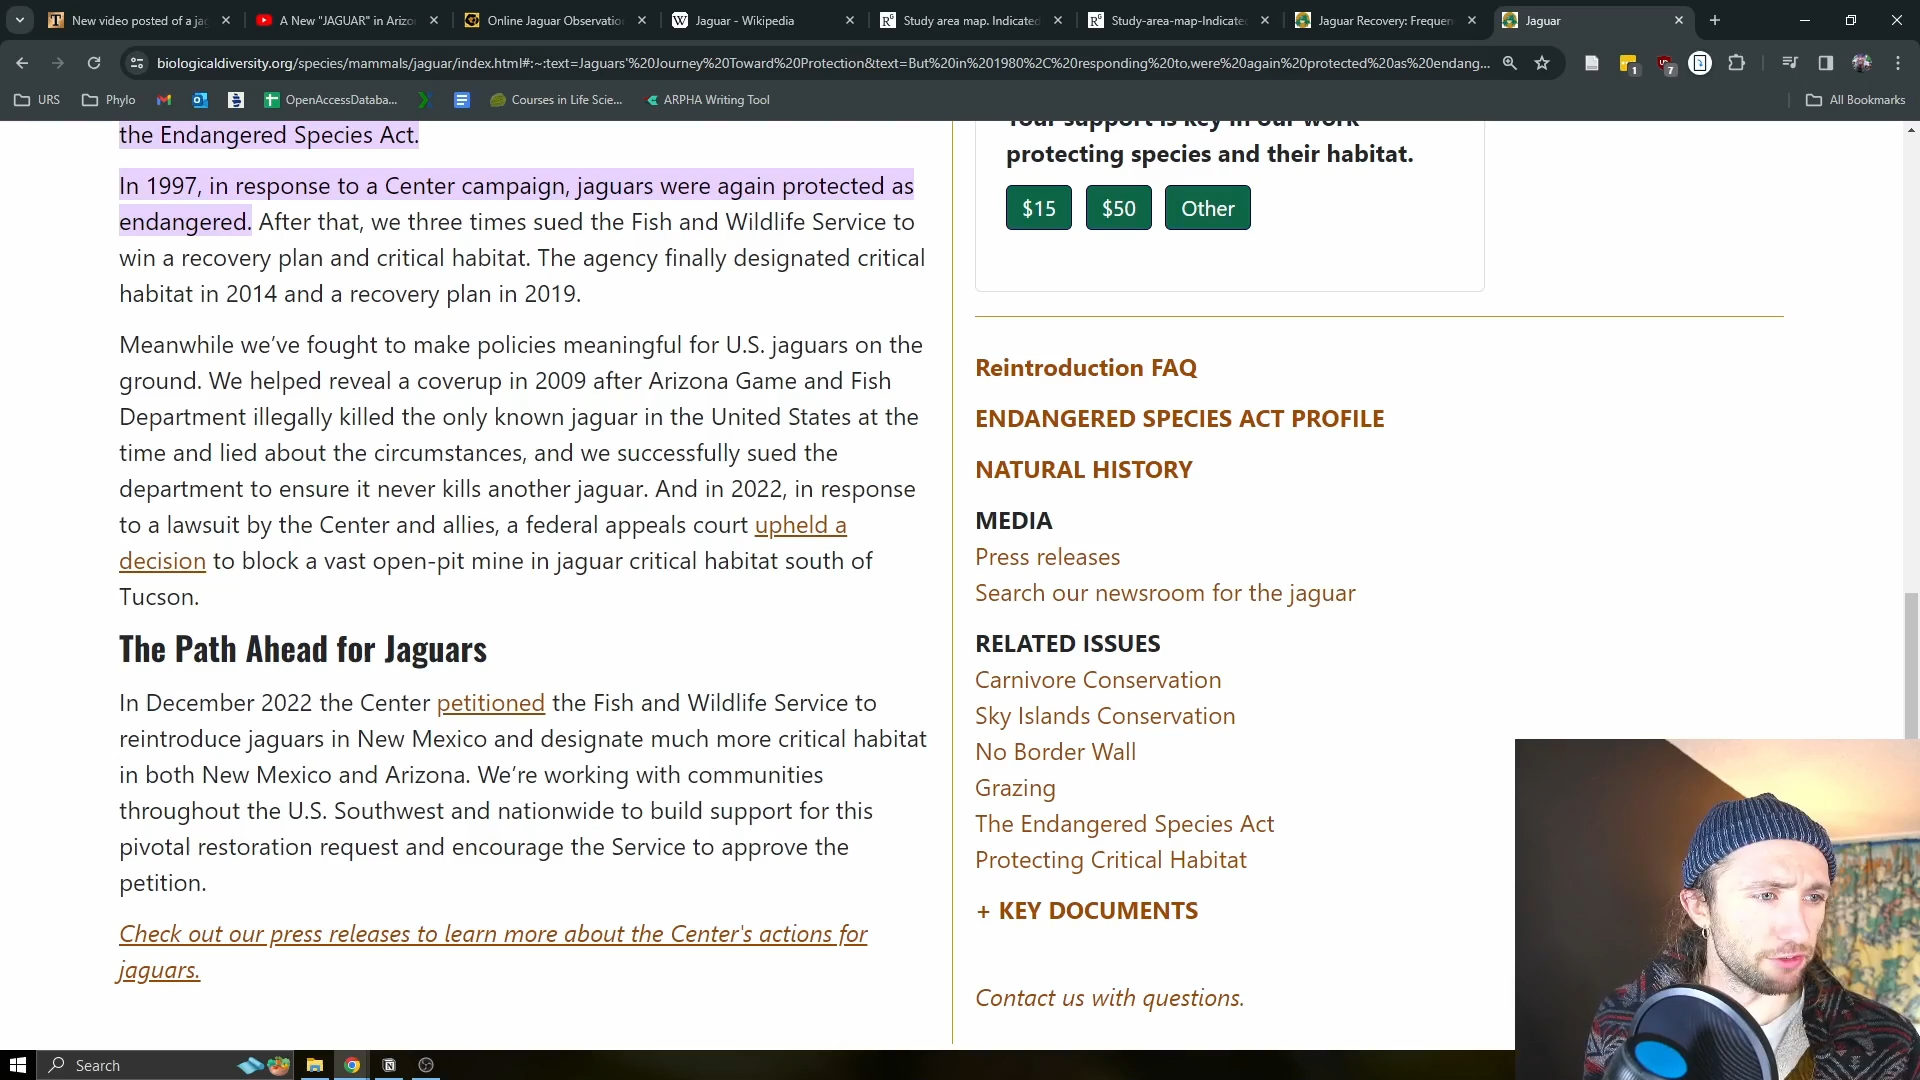 New video posted of a ja
A New "JAGUAR" in Arizo
Online Jaguar Observatio
Jaguar - Wikipedia
Study area map. Indicated
Study-area-map-Indicate
Jaguar Recovery: Frequen
Jaguar
biologicaldiversity.org/species/mammals/jaguar/index.html#:~:text=Jaguars'%20Journey%20Toward%20Protection&text=But%20in%201980%2C%20responding%20to,were%20again%20protected%20as%20endang...
1
7
URS
Phylo
OpenAccessDataba...
Courses in Life Scie...
ARPHA Writing Tool
All Bookmarks
the Endangered Species Act.
In 1997, in response to a Center campaign, jaguars were again protected as
endangered. After that, we three times sued the Fish and Wildlife Service to
win a recovery plan and critical habitat. The agency finally designated critical
habitat in 2014 and a recovery plan in 2019.
Meanwhile we've fought to make policies meaningful for U.S. jaguars on the
ground. We helped reveal a coverup in 2009 after Arizona Game and Fish
Department illegally killed the only known jaguar in the United States at the
time and lied about the circumstances, and we successfully sued the
department to ensure it never kills another jaguar. And in 2022, in response
to a lawsuit by the Center and allies, a federal appeals court upheld a
decision to block a vast open-pit mine in jaguar critical habitat south of
Tucson.
The Path Ahead for Jaguars
In December 2022 the Center petitioned the Fish and Wildlife Service to
reintroduce jaguars in New Mexico and designate much more critical habitat
in both New Mexico and Arizona. We're working with communities
throughout the U.S. Southwest and nationwide to build support for this
pivotal restoration request and encourage the Service to approve the
petition.
Check out our press releases to learn more about the Center's actions for
jaguars.
Your support is key in our work
protecting species and their habitat.
$15
$50
Other
Reintroduction FAQ
ENDANGERED SPECIES ACT PROFILE
NATURAL HISTORY
MEDIA
Press releases
Search our newsroom for the jaguar
RELATED ISSUES
Carnivore Conservation
Sky Islands Conservation
No Border Wall
Grazing
The Endangered Species Act
Protecting Critical Habitat
+ KEY DOCUMENTS
Contact us with questions.
Search